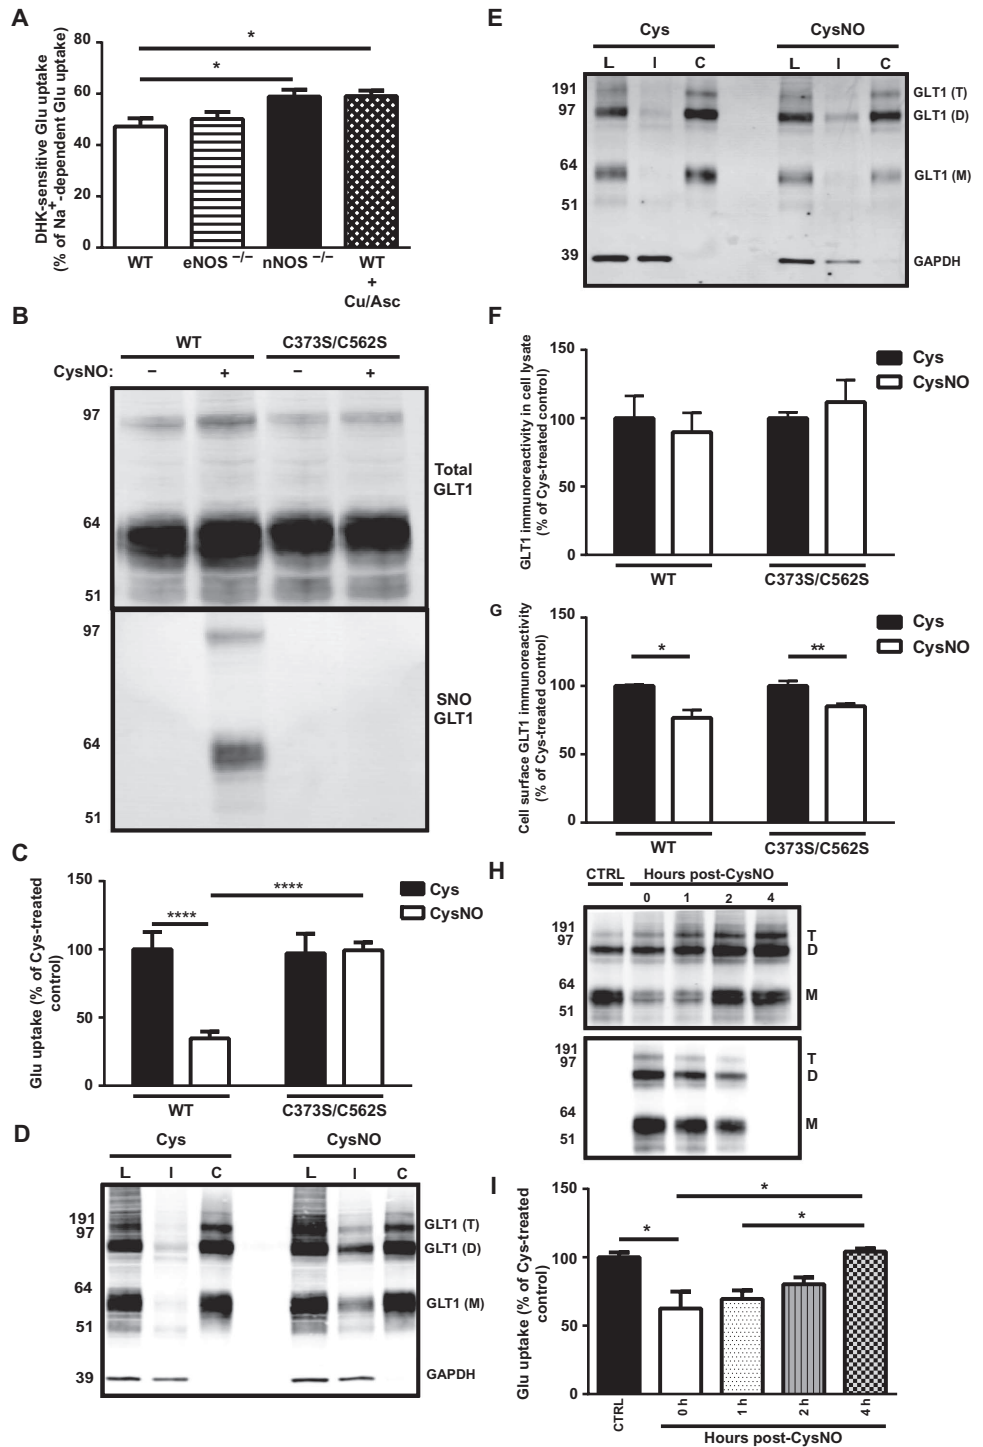 A
DHK-sensitive Glu uptake
(% of Na+-dependent Glu uptake)
80
60
40
20
0
*
*
WT
eNOS −/−
nNOS −/−
WT
+
Cu/Asc
B
WT
C373S/C562S
CysNO:
−
+
−
+
97
64
51
Total
GLT1
97
64
51
SNO
GLT1
C
Glu uptake (% of Cys-treated
control)
150
100
50
0
****
****
Cys
CysNO
WT
C373S/C562S
D
Cys
CysNO
L
I
C
L
I
C
191
97
64
51
39
GLT1 (T)
GLT1 (D)
GLT1 (M)
GAPDH
E
Cys
CysNO
L
I
C
L
I
C
191
97
64
51
39
GLT1 (T)
GLT1 (D)
GLT1 (M)
GAPDH
F
GLT1 immunoreactivity in cell lysate
(% of Cys-treated control)
150
100
50
0
Cys
CysNO
WT
C373S/C562S
G
Cell surface GLT1 immunoreactivity
(% of Cys-treated control)
150
100
50
0
*
**
Cys
CysNO
WT
C373S/C562S
H
CTRL
Hours post-CysNO
0
1
2
4
191
97
64
51
T
D
M
191
97
64
51
T
D
M
I
Glu uptake (% of Cys-treated
control)
150
100
50
0
*
*
*
CTRL
0 h
1 h
2 h
4 h
Hours post-CysNO